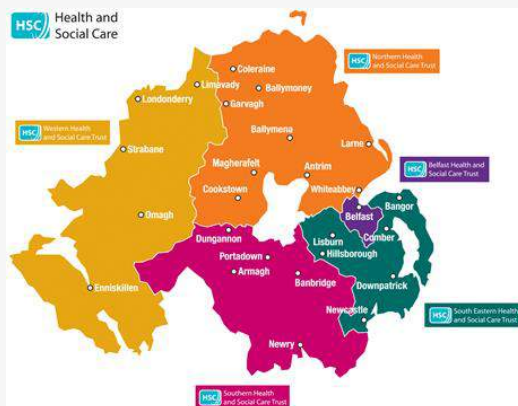 HSC Health and
Social Care
HSC Northern Health
and Social Care Trust
Coleraine
Limavady
Ballymoney
Londonderry
Garvagh
HSC Western Health
and Social Care Trust
Ballymena
Larne
Strabane
HSC Belfast Health and
Social Care Trust
Magherafelt
Antrim
Cookstown
Whiteabbey
Bangor
Omagh
Belfast
Dungannon
Lisburn
Comber
Portadown
Hillsborough
Armagh
Banbridge
Downpatrick
Enniskillen
Newcastle
HSC South Eastern Health
and Social Care Trust
Newry
HSC Southern Health
and Social Care Trust